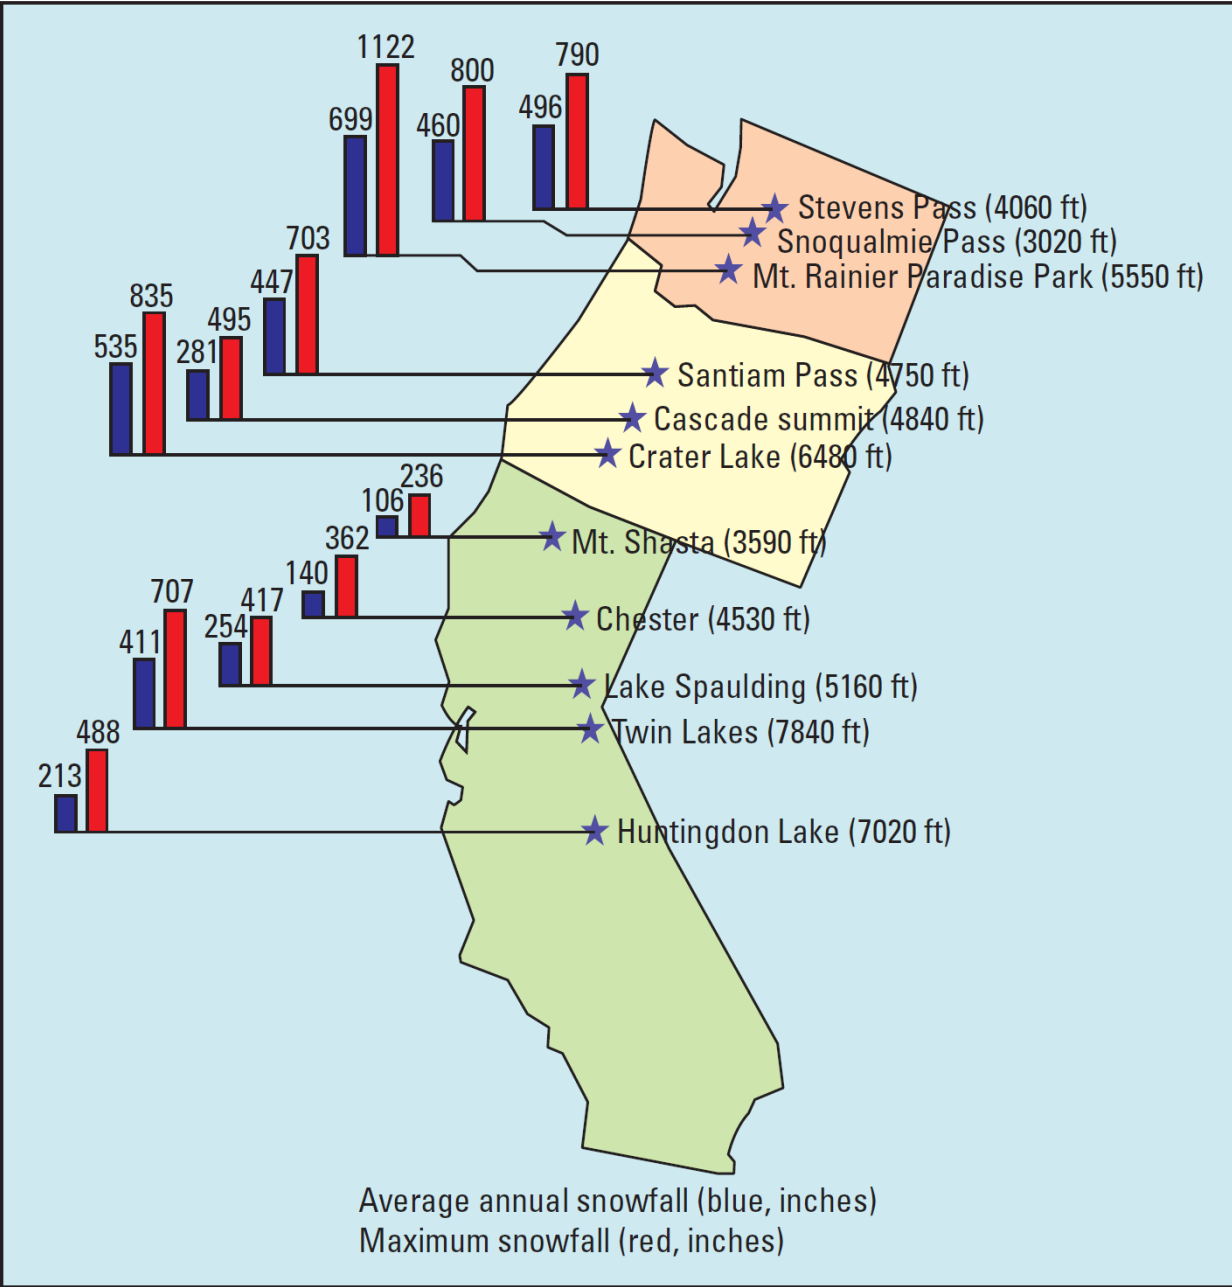 1122
800
790
699
460
496
Stevens Pass (4060 ft)
Snoqualmie Pass (3020 ft)
Mt. Rainier Paradise Park (5550 ft)
703
447
835
495
535
281
Santiam Pass (4750 ft)
Cascade summit (4840 ft)
Crater Lake (6480 ft)
236
106
Mt. Shasta (3590 ft)
362
140
Chester (4530 ft)
707
417
411
254
Lake Spaulding (5160 ft)
Twin Lakes (7840 ft)
488
213
Huntingdon Lake (7020 ft)
Average annual snowfall (blue, inches)
Maximum snowfall (red, inches)